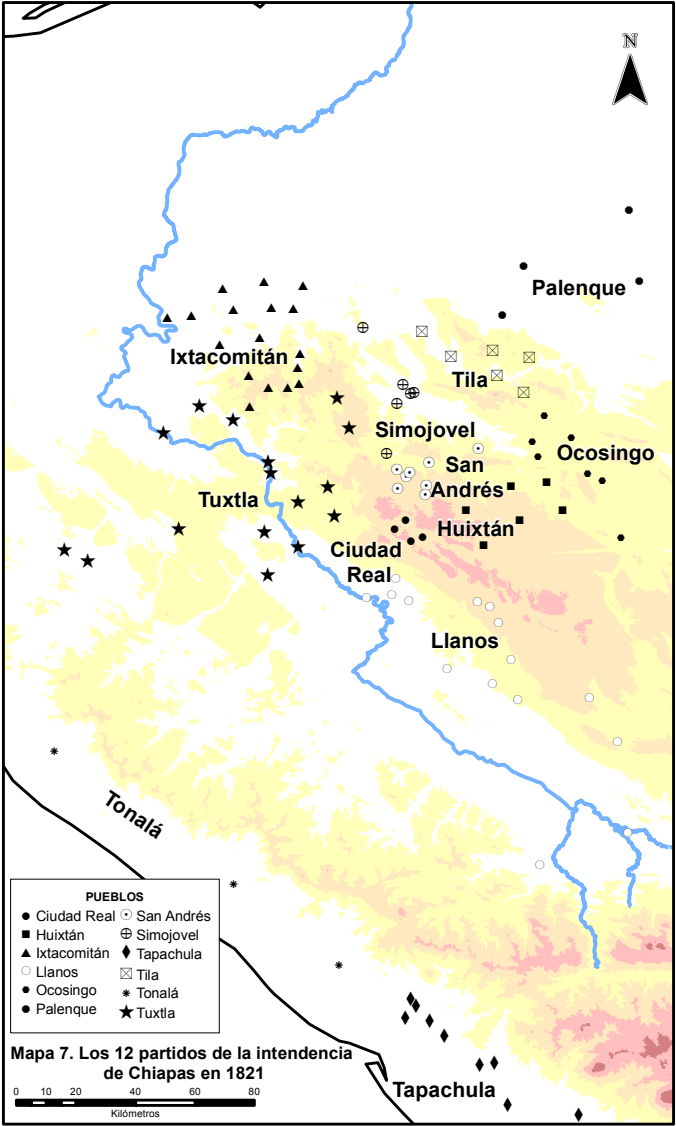 N
Palenque
Ixtacomitán
Tila
Simojovel
Ocosingo
San
Andrés
Tuxtla
Huixtán
Ciudad
Real
Llanos
Tonalá
PUEBLOS
Ciudad Real
San Andrés
Huixtán
Simojovel
Ixtacomitán
Tapachula
Llanos
Tila
Ocosingo
Tonalá
Palenque
Tuxtla
Mapa 7. Los 12 partidos de la intendencia
de Chiapas en 1821
0 10 20 40 60 80
Kilómetros
Tapachula